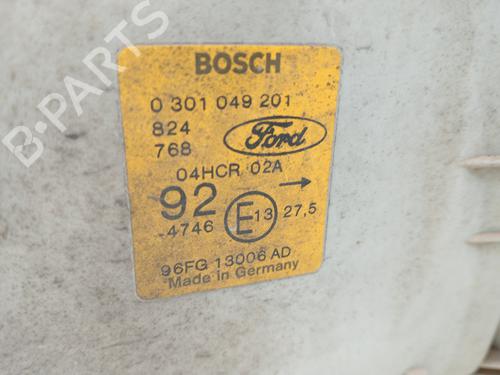 BOSCH
0 301 049 201
824
768
Ford
04HCR 02A →
92
4746
E 13 27,5
96FG 13006 AD
Made in Germany
B-PARTS